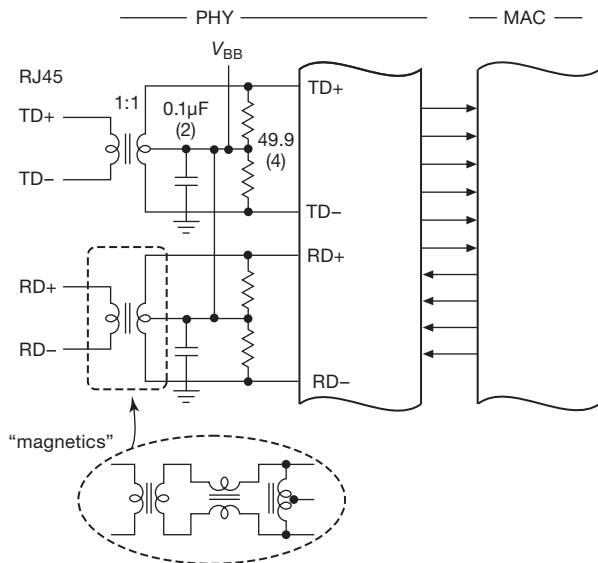 PHY
MAC
V_BB
RJ45
1:1
0.1µF
(2)
49.9
(4)
TD+
TD−
TD+
TD−
RD+
RD−
RD+
RD−
“magnetics”